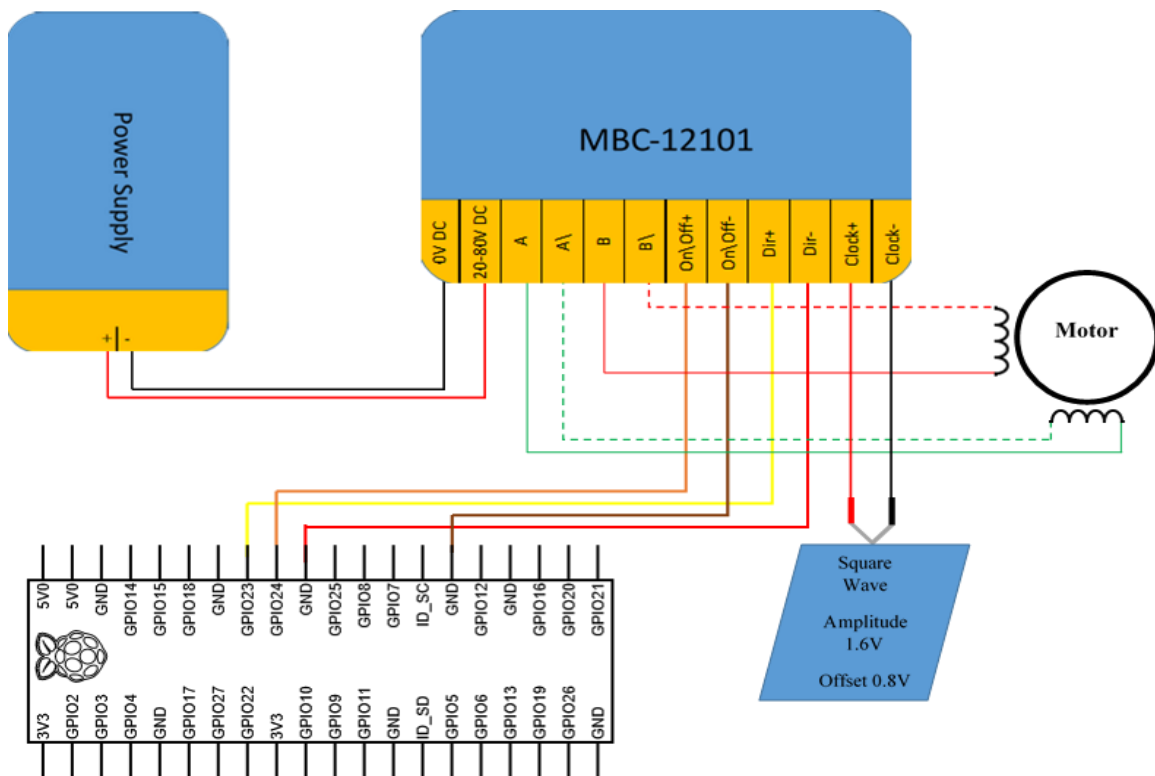 Power Supply
+
-
MBC-12101
0V DC
20-80V DC
A
A\
B
B\
On\Off+
On\Off-
Dir+
Dir-
Clock+
Clock-
Motor
Square
Wave
Amplitude
1.6V
Offset 0.8V
5V0
5V0
GND
GPIO14
GPIO15
GPIO18
GND
GPIO23
GPIO24
GND
GPIO25
GPIO8
GPIO7
ID_SC
GND
GPIO12
GND
GPIO16
GPIO20
GPIO21
3V3
GPIO2
GPIO3
GPIO4
GND
GPIO17
GPIO27
GPIO22
3V3
GPIO10
GPIO9
GPIO11
GND
ID_SD
GPIO5
GPIO6
GPIO13
GPIO19
GPIO26
GND